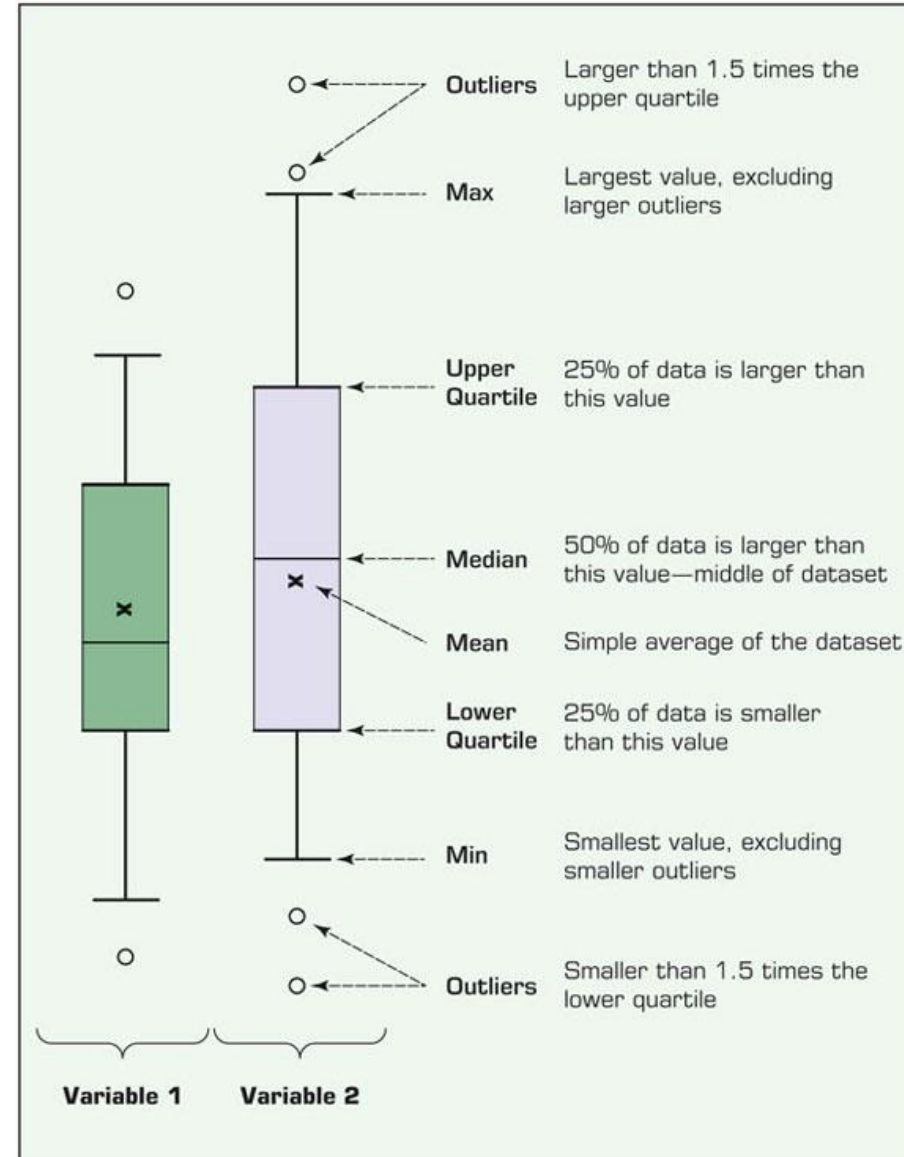 Outliers
Larger than 1.5 times the
upper quartile
Max
Largest value, excluding
larger outliers
Upper
Quartile
25% of data is larger than
this value
Median
50% of data is larger than
this value—middle of dataset
Mean
Simple average of the dataset
Lower
Quartile
25% of data is smaller
than this value
Min
Smallest value, excluding
smaller outliers
Outliers
Smaller than 1.5 times the
lower quartile
Variable 1
Variable 2